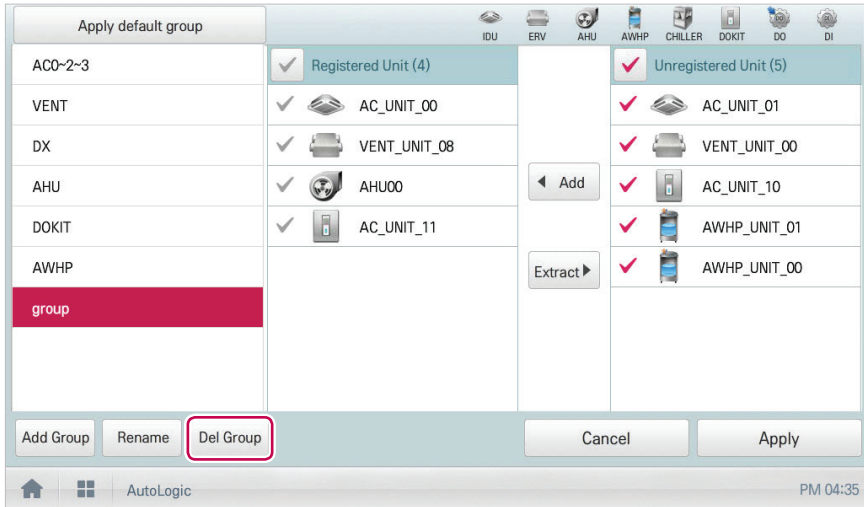 Apply default group
IDU ERV AHU AWHP CHILLER DOKIT DO DI
AC0~2~3
VENT
DX
AHU
DOKIT
AWHP
group
Registered Unit (4)
AC_UNIT_00
VENT_UNIT_08
AHU00
AC_UNIT_11
Add
Extract
Unregistered Unit (5)
AC_UNIT_01
VENT_UNIT_00
AC_UNIT_10
AWHP_UNIT_01
AWHP_UNIT_00
Add Group Rename Del Group Cancel Apply
AutoLogic PM 04:35